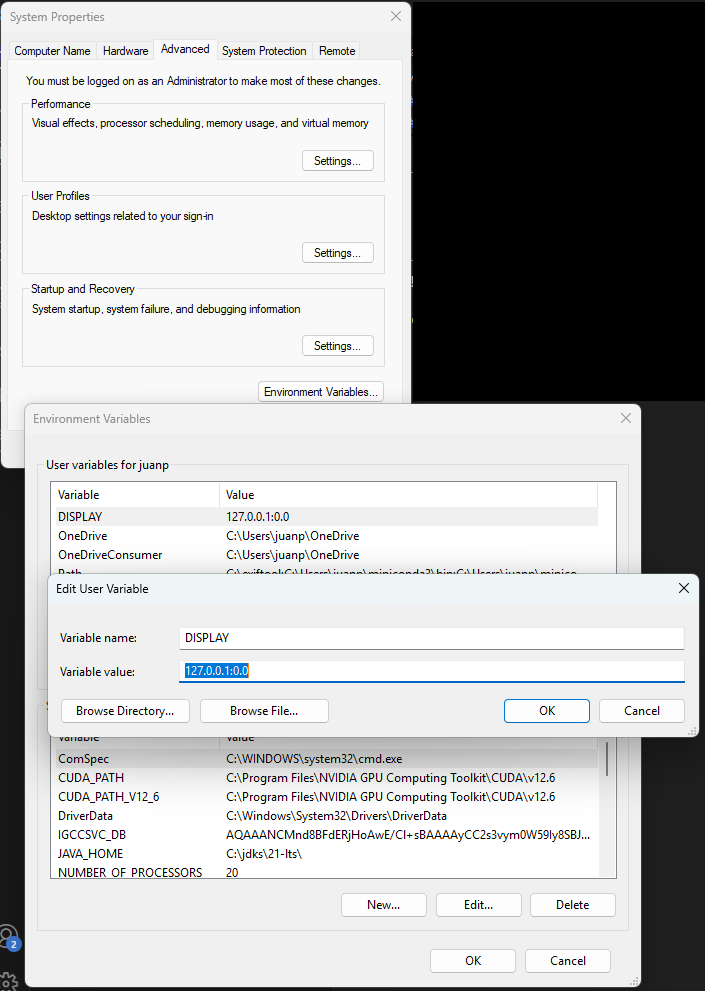 System Properties
Computer Name Hardware Advanced System Protection Remote
You must be logged on as an Administrator to make most of these changes.
Performance
Visual effects, processor scheduling, memory usage, and virtual memory
Settings...
User Profiles
Desktop settings related to your sign-in
Settings...
Startup and Recovery
System startup, system failure, and debugging information
Settings...
Environment Variables...
Environment Variables
User variables for juanp
Variable Value
DISPLAY 127.0.0.1:0.0
OneDrive C:\Users\juanp\OneDrive
OneDriveConsumer C:\Users\juanp\OneDrive
Path
Edit User Variable
Variable name: DISPLAY
Variable value: 127.0.0.1:0.0
Browse Directory... Browse File... OK Cancel
Variable Value
ComSpec C:\WINDOWS\system32\cmd.exe
CUDA_PATH C:\Program Files\NVIDIA GPU Computing Toolkit\CUDA\v12.6
CUDA_PATH_V12_6 C:\Program Files\NVIDIA GPU Computing Toolkit\CUDA\v12.6
DriverData C:\Windows\System32\Drivers\DriverData
IGCCSVC_DB
JAVA_HOME C:\jdks\21-lts\
NUMBER_OF_PROCESSORS 20
New... Edit... Delete
2
OK Cancel